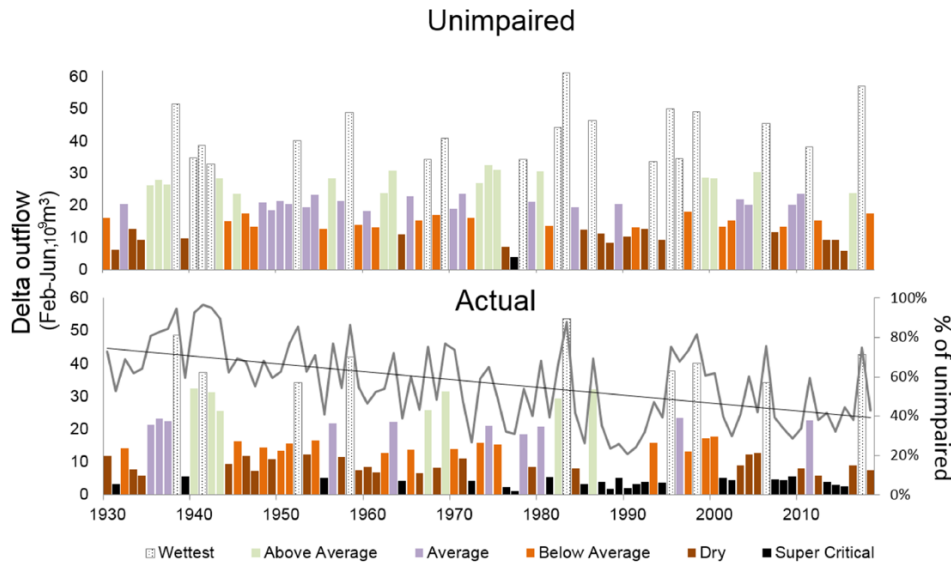 Unimpaired
60
50
40
30
20
10
0
Delta outflow
(Feb-Jun,10⁹m³)
Actual
60
50
40
30
20
10
0
100%
80%
60%
40%
20%
0%
% of unimpaired
1930 1940 1950 1960 1970 1980 1990 2000 2010
Wettest Above Average Average Below Average Dry Super Critical